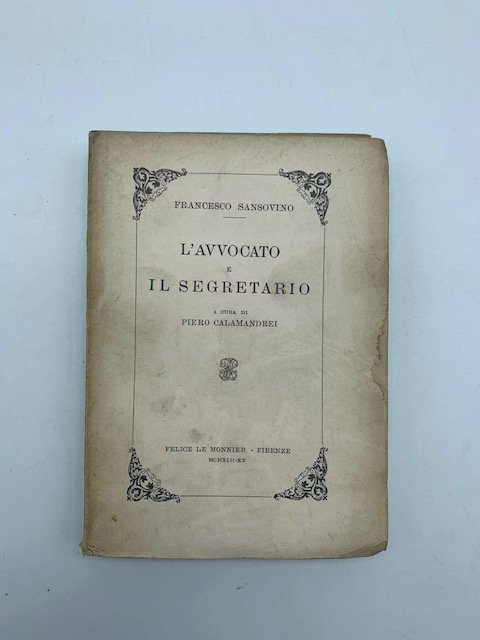 FRANCESCO SANSOVINO
L'AVVOCATO
E
IL SEGRETARIO
A CURA DI
PIERO CALAMANDREI
FELICE LE MONNIER - FIRENZE
MCMXLII-XX